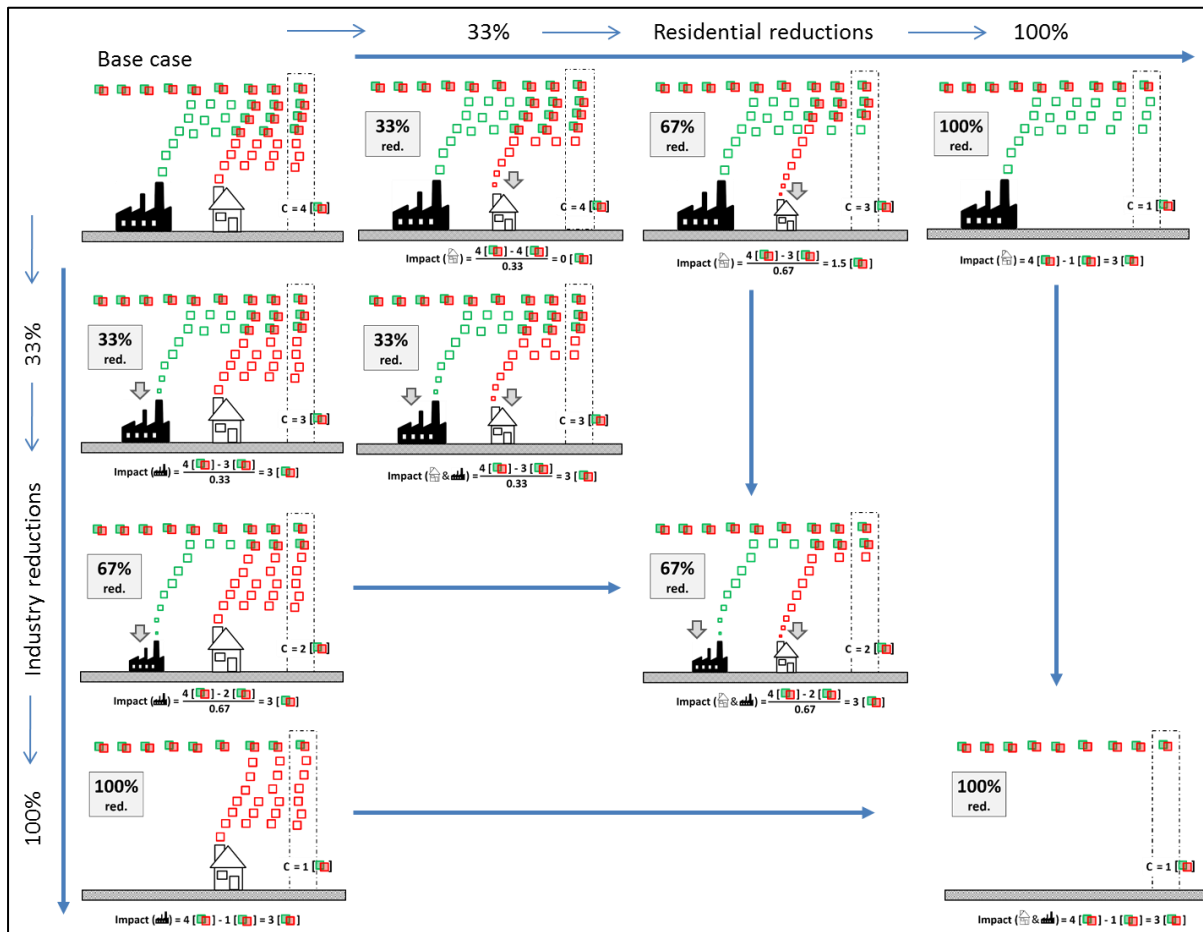 33% Residential reductions 100%
Base case
33%
red.
67%
red.
100%
red.
C = 4 [ ]
C = 4 [ ]
C = 3 [ ]
C = 1 [ ]
Impact ( ) = 4 [ ] - 4 [ ] / 0.33 = 0 [ ]
Impact ( ) = 4 [ ] - 3 [ ] / 0.67 = 1.5 [ ]
Impact ( ) = 4 [ ] - 1 [ ] = 3 [ ]
33%
33%
red.
33%
red.
C = 3 [ ]
C = 3 [ ]
Impact ( ) = 4 [ ] - 3 [ ] / 0.33 = 3 [ ]
Impact ( & ) = 4 [ ] - 3 [ ] / 0.33 = 3 [ ]
Industry reductions
67%
red.
67%
red.
C = 2 [ ]
C = 2 [ ]
Impact ( ) = 4 [ ] - 2 [ ] / 0.67 = 3 [ ]
Impact ( & ) = 4 [ ] - 2 [ ] / 0.67 = 3 [ ]
100%
100%
red.
100%
red.
C = 1 [ ]
C = 1 [ ]
Impact ( ) = 4 [ ] - 1 [ ] = 3 [ ]
Impact ( & ) = 4 [ ] - 1 [ ] = 3 [ ]